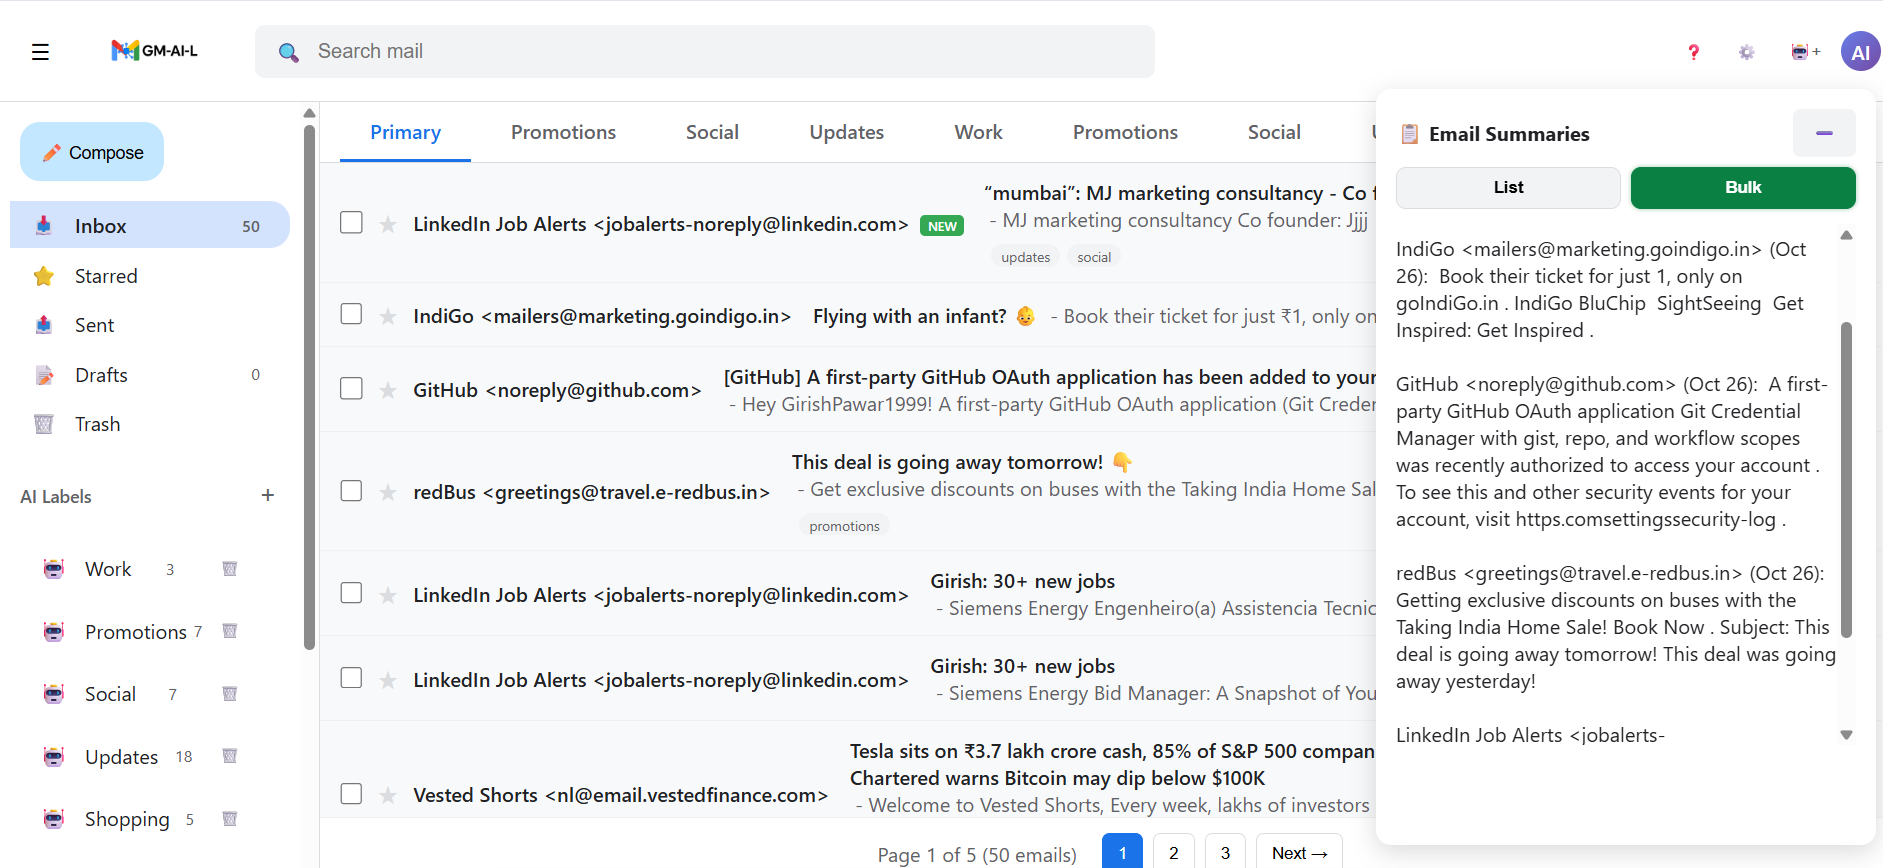 GM-AI-L
Search mail
+
AI
Compose
Inbox 50
Starred
Sent
Drafts 0
Trash
AI Labels +
Work 3
Promotions 7
Social 7
Updates 18
Shopping 5
Primary Promotions Social Updates Work Promotions Social
LinkedIn Job Alerts <jobalerts-noreply@linkedin.com> NEW
“mumbai”: MJ marketing consultancy - Co
- MJ marketing consultancy Co founder: Jjjj
updates social
IndiGo <mailers@marketing.goindigo.in> Flying with an infant? - Book their ticket for just ₹1, only on
GitHub <noreply@github.com>
[GitHub] A first-party GitHub OAuth application has been added to your
- Hey GirishPawar1999! A first-party GitHub OAuth application (Git
redBus <greetings@travel.e-redbus.in>
This deal is going away tomorrow!
- Get exclusive discounts on buses with the Taking India Home
promotions
LinkedIn Job Alerts <jobalerts-noreply@linkedin.com>
Girish: 30+ new jobs
- Siemens Energy Engenheiro(a) Assistencia
LinkedIn Job Alerts <jobalerts-noreply@linkedin.com>
Girish: 30+ new jobs
- Siemens Energy Bid Manager: A Snapshot of
Vested Shorts <nl@email.vestedfinance.com>
Tesla sits on ₹3.7 lakh crore cash, 85% of S&P 500
Chartered warns Bitcoin may dip below $100K
- Welcome to Vested Shorts, Every week, lakhs of investors
Page 1 of 5 (50 emails) 1 2 3 Next →
Email Summaries
List Bulk
IndiGo <mailers@marketing.goindigo.in> (Oct
26): Book their ticket for just 1, only on
goIndiGo.in . IndiGo BluChip SightSeeing Get
Inspired: Get Inspired .
GitHub <noreply@github.com> (Oct 26): A first-
party GitHub OAuth application Git Credential
Manager with gist, repo, and workflow scopes
was recently authorized to access your account .
To see this and other security events for your
account, visit https.comsettingssecurity-log .
redBus <greetings@travel.e-redbus.in> (Oct 26):
Getting exclusive discounts on buses with the
Taking India Home Sale! Book Now . Subject: This
deal is going away tomorrow! This deal was going
away yesterday!
LinkedIn Job Alerts <jobalerts-